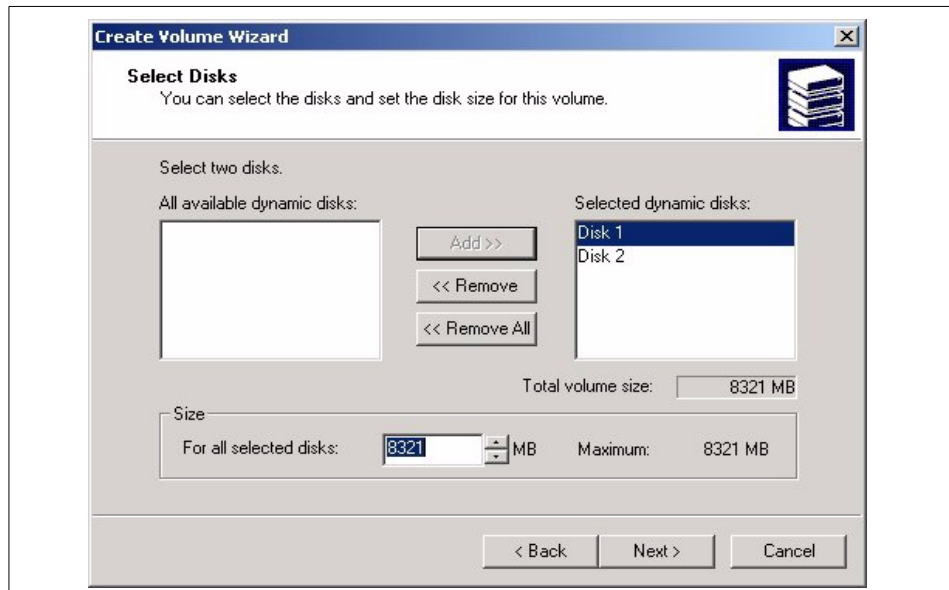 Create Volume Wizard
Select Disks
You can select the disks and set the disk size for this volume.
Select two disks.
All available dynamic disks:
Selected dynamic disks:
Add >>
<< Remove
<< Remove All
Disk 1
Disk 2
Total volume size: 8321 MB
Size
For all selected disks: 8321 MB Maximum: 8321 MB
< Back Next > Cancel